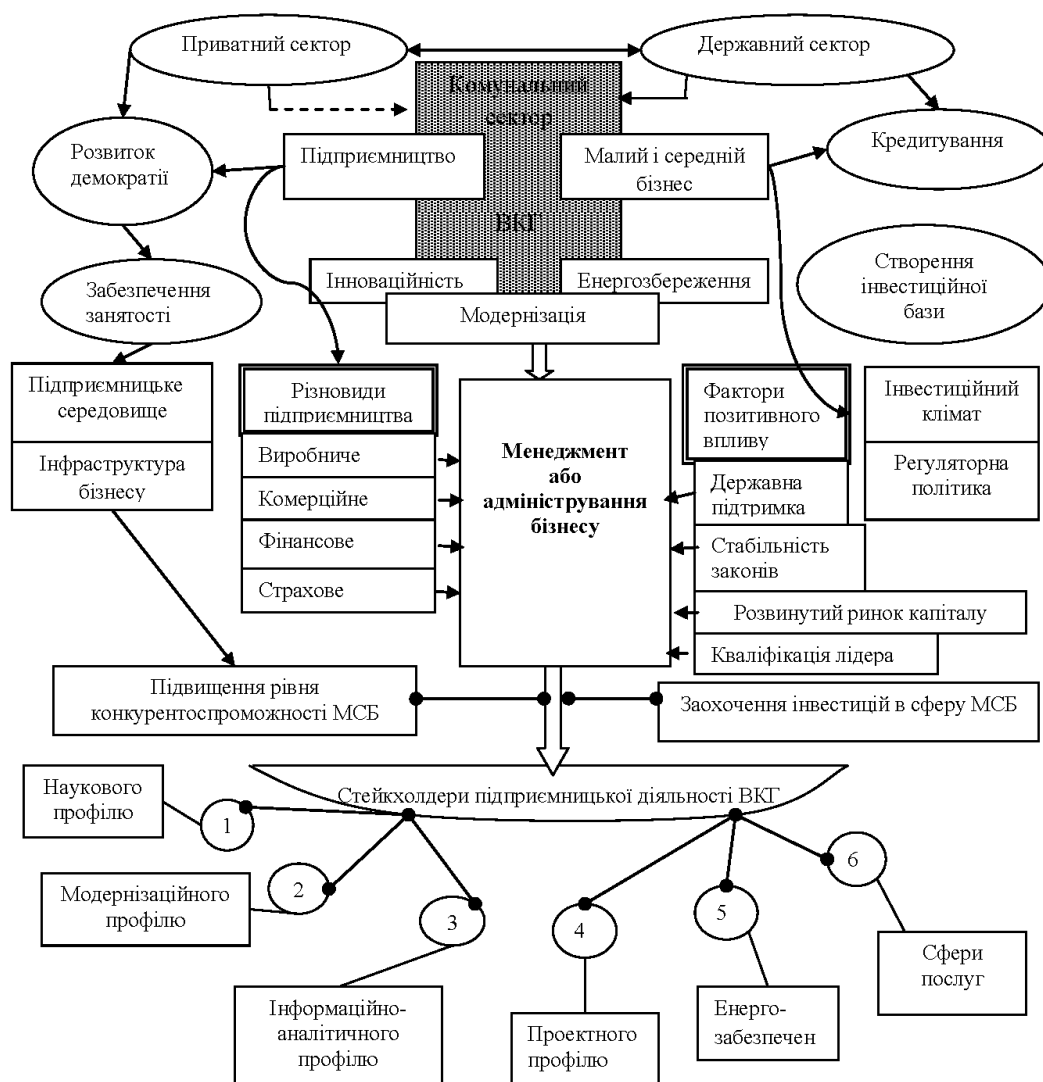 Приватний сектор
Державний сектор
Комунальний
сектор
Розвиток
демократії
Підприємництво
Малий і середній
бізнес
Кредитування
ВКГ
Забезпечення
занятості
Інноваційність
Енергозбереження
Створення
інвестиційної
бази
Модернізація
Підприємницьке
середовище
Інфраструктура
бізнесу
Різновиди
підприємництва
Виробниче
Комерційне
Фінансове
Страхове
Менеджмент
або
адміністрування
бізнесу
Фактори
позитивного
впливу
Державна
підтримка
Стабільність
законів
Розвинутий ринок капіталу
Кваліфікація лідера
Інвестиційний
клімат
Регуляторна
політика
Підвищення рівня
конкурентоспроможності МСБ
Заохочення інвестицій в сферу МСБ
Стейкхолдери підприємницької діяльності ВКГ
Наукового
профілю
1
Модернізаційного
профілю
2
3
4
5
6
Інформаційно-
аналітичного
профілю
Проектного
профілю
Енерго-
забезпечен
Сфери
послуг